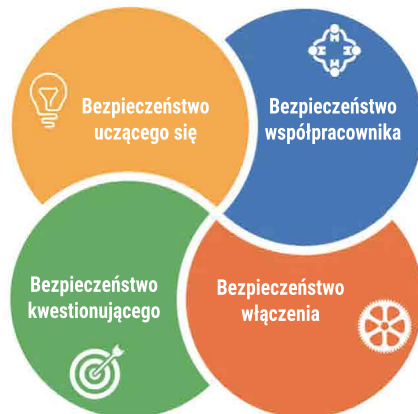 Bezpieczeństwo
uczącego się
Bezpieczeństwo
współpracownika
Bezpieczeństwo
kwestionującego
Bezpieczeństwo
włączenia